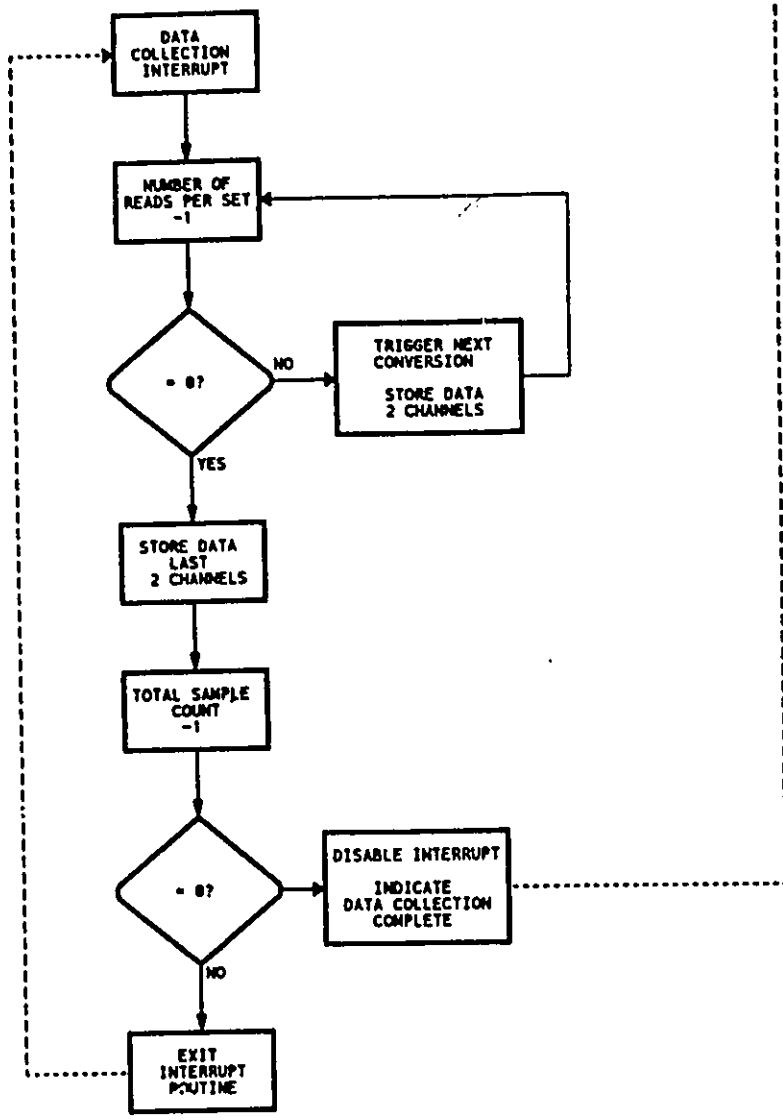 DATA
COLLECTION
INTERRUPT
NUMBER OF
READS PER SET
-1
= 0?
NO
TRIGGER NEXT
CONVERSION
STORE DATA
2 CHANNELS
YES
STORE DATA
LAST
2 CHANNELS
TOTAL SAMPLE
COUNT
-1
= 0?
DISABLE INTERRUPT
INDICATE
DATA COLLECTION
COMPLETE
NO
EXIT
INTERRUPT
ROUTINE